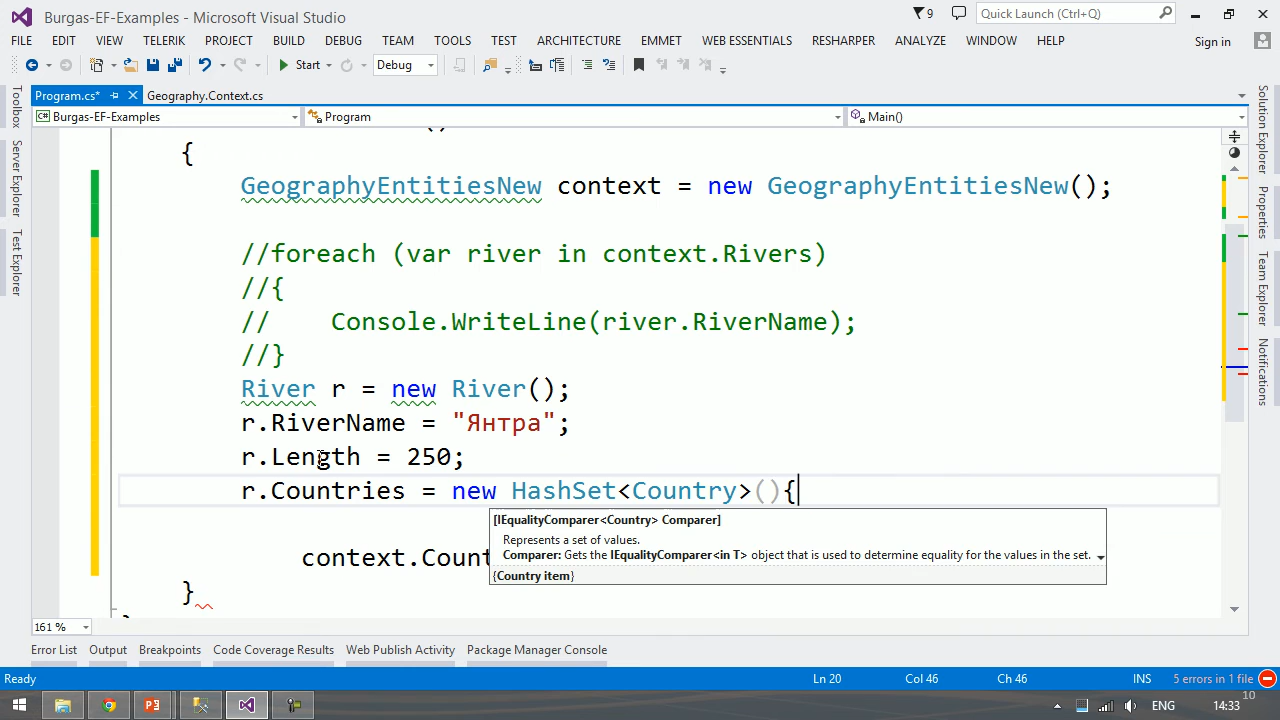 Burgas-EF-Examples - Microsoft Visual Studio
9
Quick Launch (Ctrl+Q)
FILE EDIT VIEW TELERIK PROJECT BUILD DEBUG TEAM TOOLS TEST ARCHITECTURE EMMET WEB ESSENTIALS RESHARPER ANALYZE WINDOW HELP
Sign in
Start Debug
Program.cs* Geography.Context.cs
Burgas-EF-Examples Program Main()
Toolbox
Server Explorer
Test Explorer
()
{
GeographyEntitiesNew context = new GeographyEntitiesNew();
//foreach (var river in context.Rivers)
//{
// Console.WriteLine(river.RiverName);
//}
River r = new River();
r.RiverName = "Янтра";
r.Length = 250;
r.Countries = new HashSet<Country>(){
[IEqualityComparer<Country> Comparer]
Represents a set of values.
Comparer: Gets the IEqualityComparer<in T> object that is used to determine equality for the values in the set.
{Country item}
context.Count
}
Solution Explorer
Properties
Team Explorer
Notifications
161 %
Error List Output Breakpoints Code Coverage Results Web Publish Activity Package Manager Console
Ready Ln 20 Col 46 Ch 46 INS 5 errors in 1 file
ENG 14:33
10